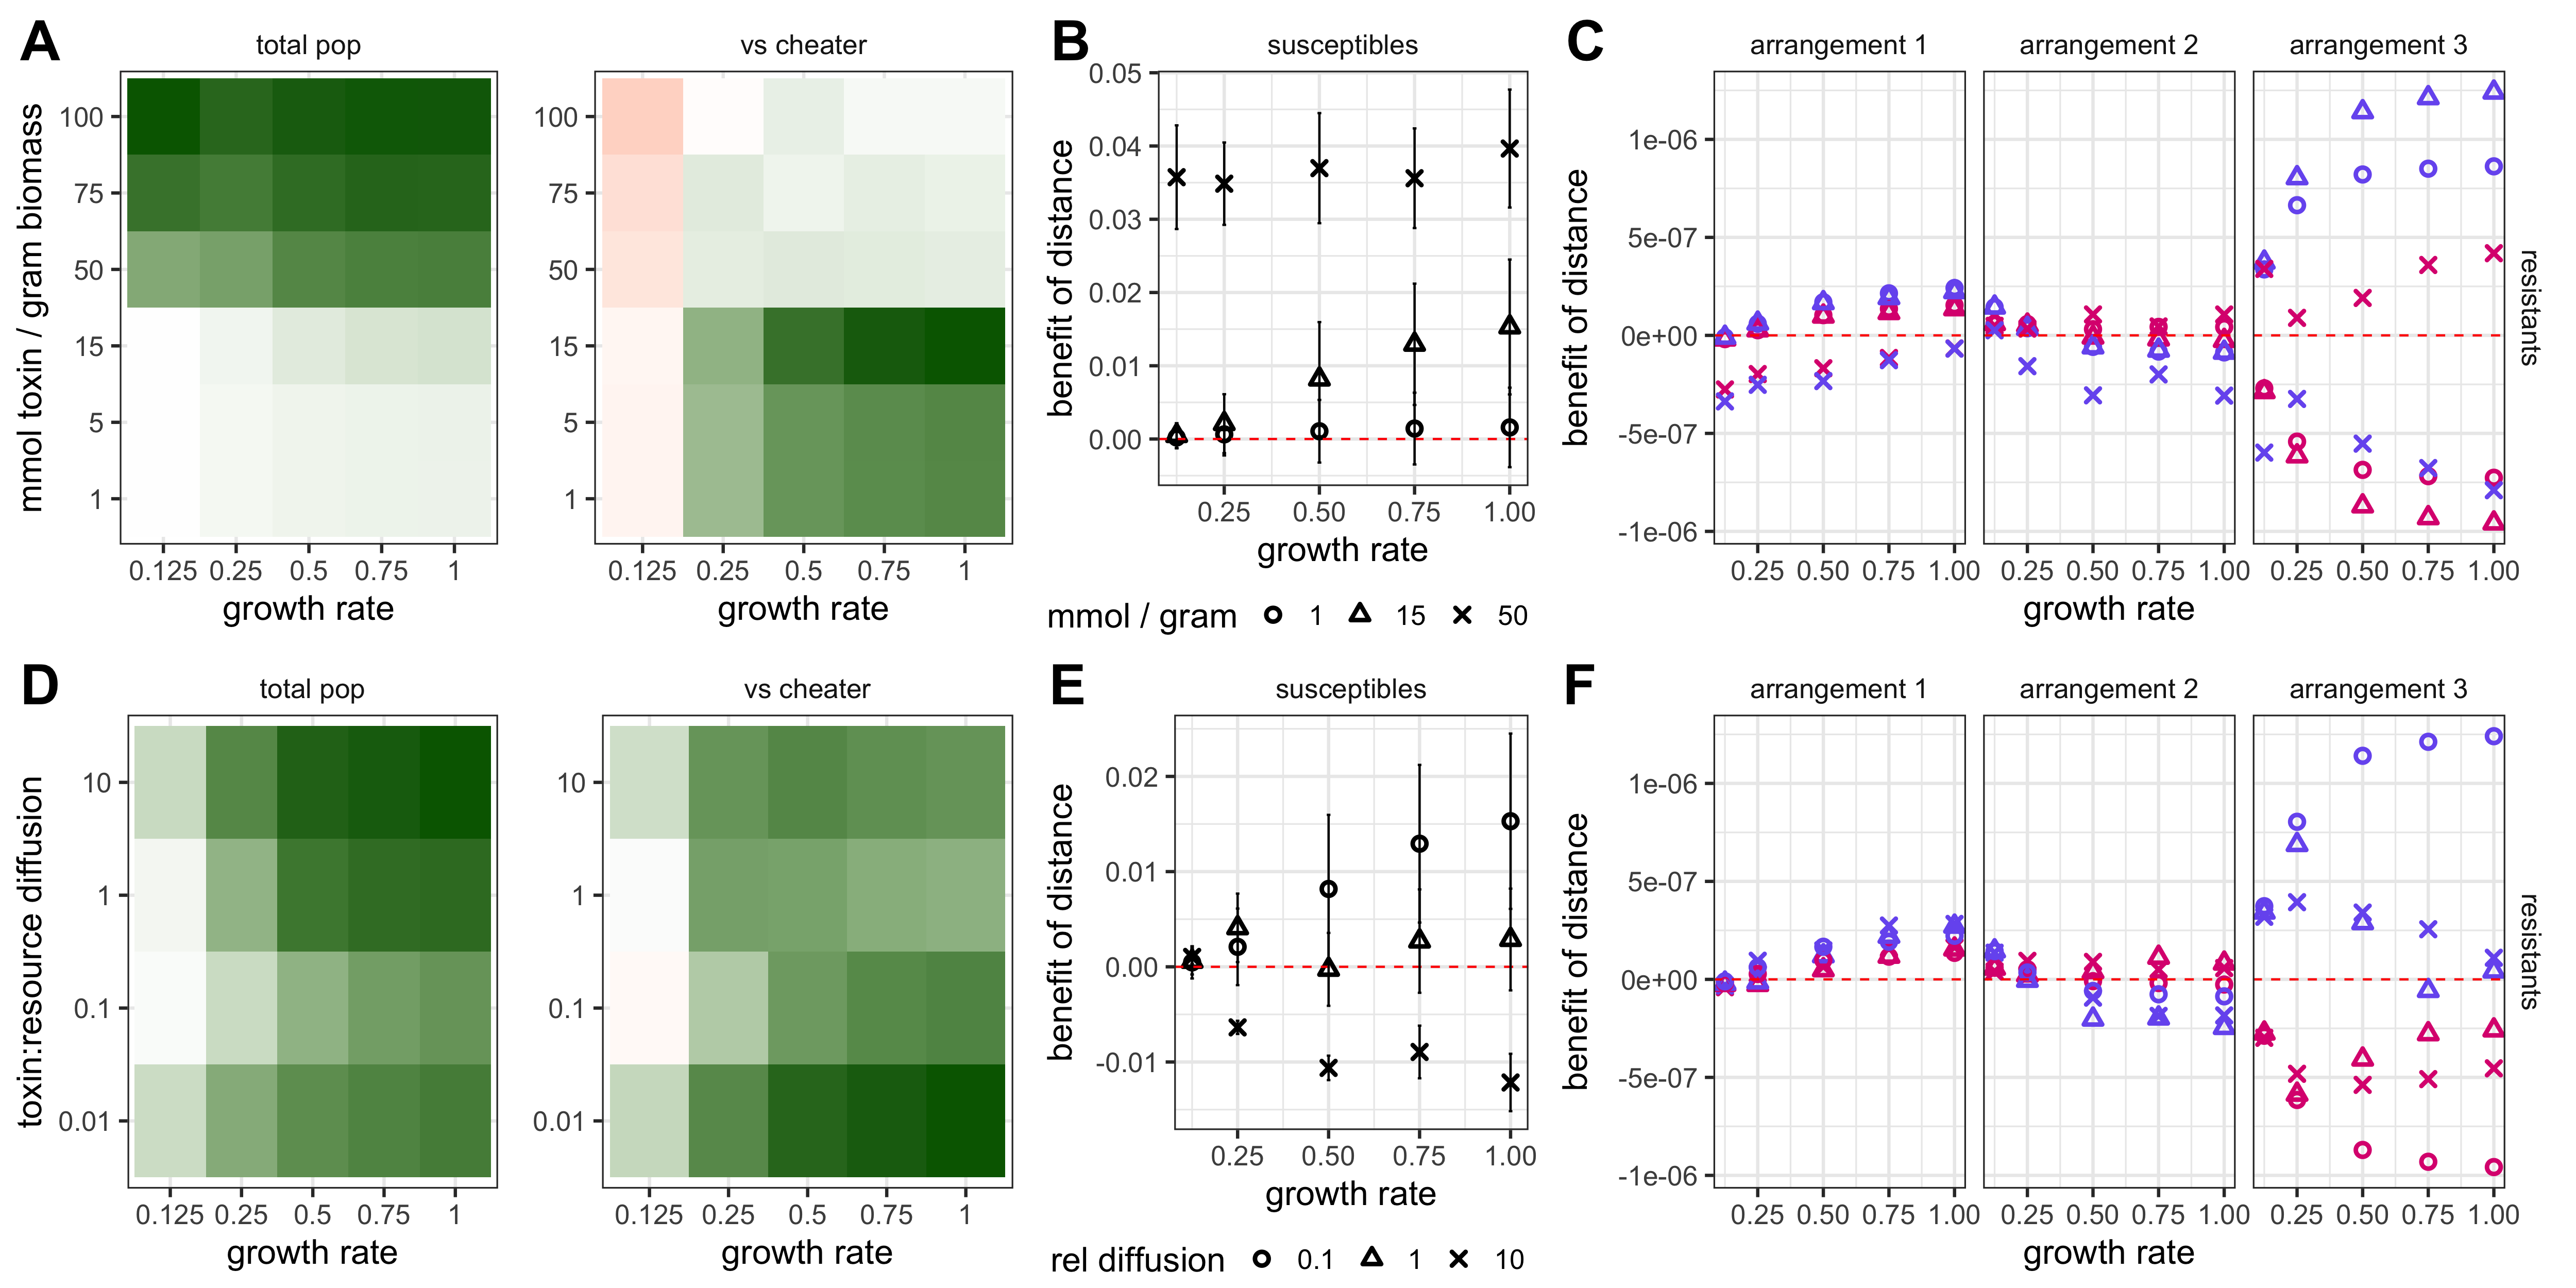 A
total pop
vs cheater
mmol toxin / gram biomass
100
75
50
15
5
1
0.125 0.25 0.5 0.75 1
growth rate
100
75
50
15
5
1
0.125 0.25 0.5 0.75 1
growth rate
B
susceptibles
benefit of distance
0.05
0.04
0.03
0.02
0.01
0.00
0.25 0.50 0.75 1.00
growth rate
mmol / gram 1 15 50
C
arrangement 1 arrangement 2 arrangement 3
benefit of distance
1e-06
5e-07
0e+00
-5e-07
-1e-06
0.25 0.50 0.75 1.00 0.25 0.50 0.75 1.00 0.25 0.50 0.75 1.00
growth rate
resistants
D
total pop
vs cheater
toxin:resource diffusion
10
1
0.1
0.01
0.125 0.25 0.5 0.75 1
growth rate
10
1
0.1
0.01
0.125 0.25 0.5 0.75 1
growth rate
E
susceptibles
benefit of distance
0.02
0.01
0.00
-0.01
0.25 0.50 0.75 1.00
growth rate
rel diffusion 0.1 1 10
F
arrangement 1 arrangement 2 arrangement 3
benefit of distance
1e-06
5e-07
0e+00
-5e-07
-1e-06
0.25 0.50 0.75 1.00 0.25 0.50 0.75 1.00 0.25 0.50 0.75 1.00
growth rate
resistants